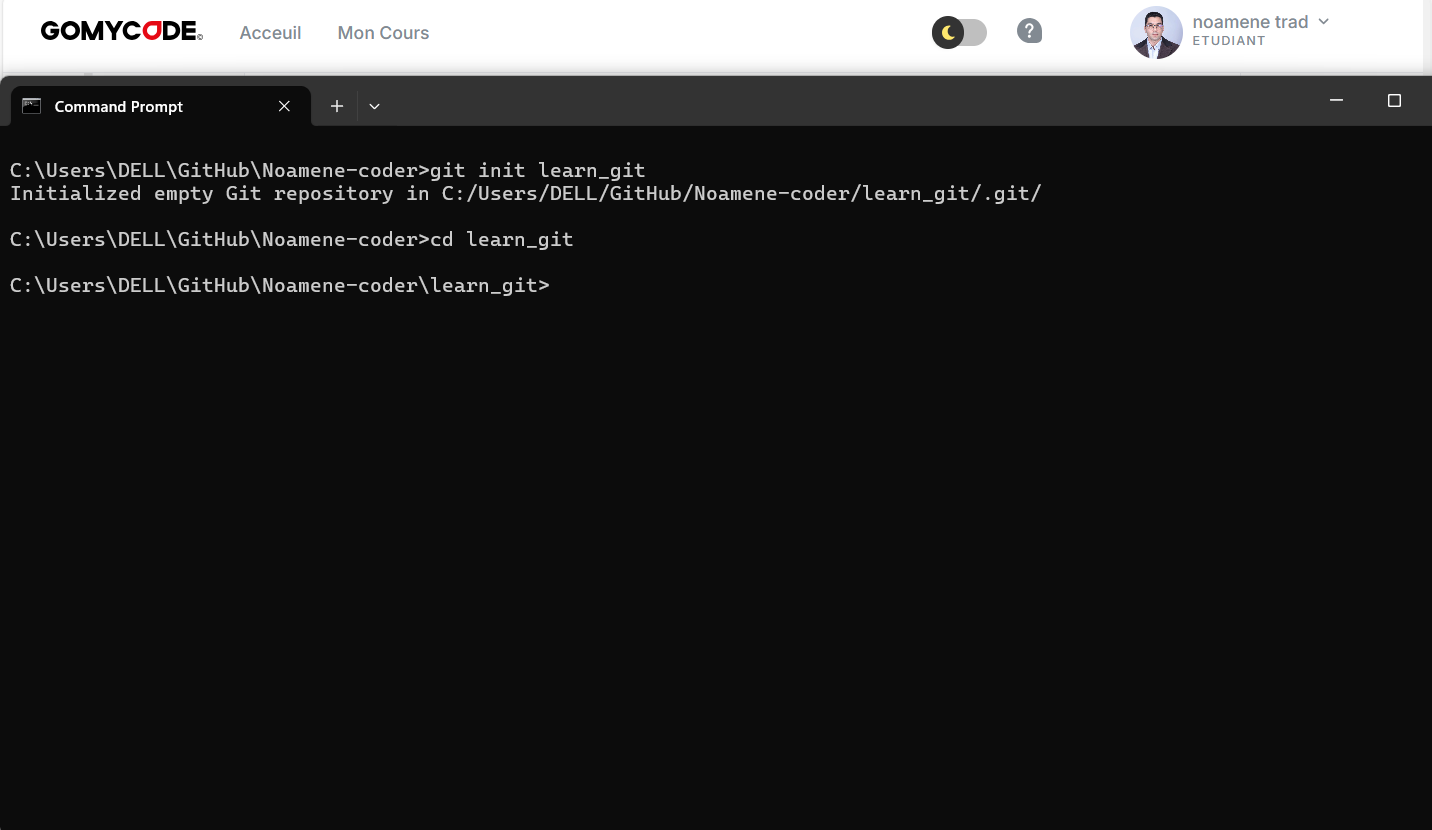 GOMYCODE©
Acceuil
Mon Cours
?
noamene trad
ETUDIANT
Command Prompt
C:\Users\DELL\GitHub\Noamene-coder>git init learn_git
Initialized empty Git repository in C:/Users/DELL/GitHub/Noamene-coder/learn_git/.git/
C:\Users\DELL\GitHub\Noamene-coder>cd learn_git
C:\Users\DELL\GitHub\Noamene-coder\learn_git>